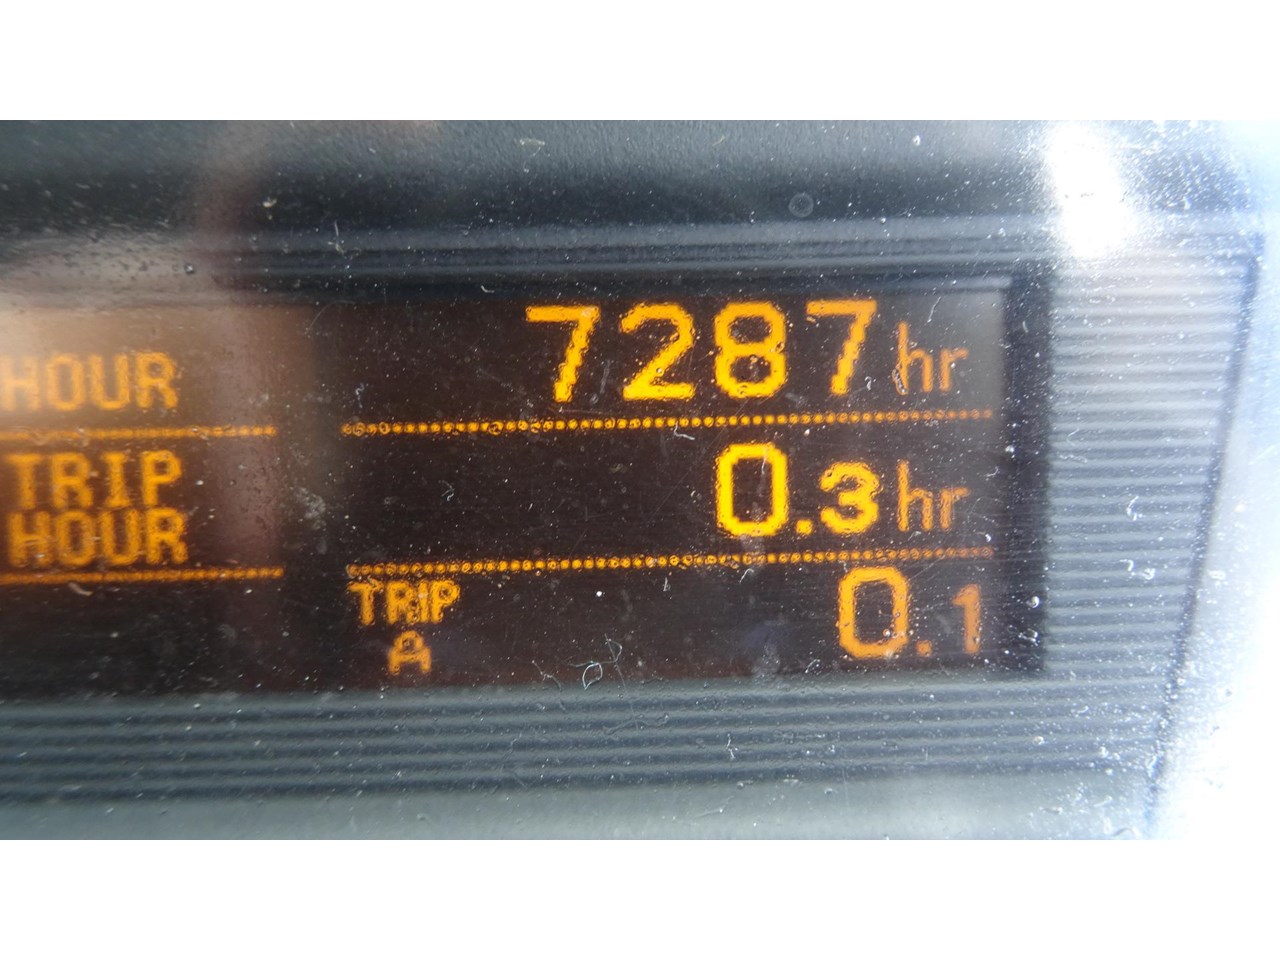 HOUR 7287 hr
TRIP HOUR 0.3 hr
TRIP A 0.1